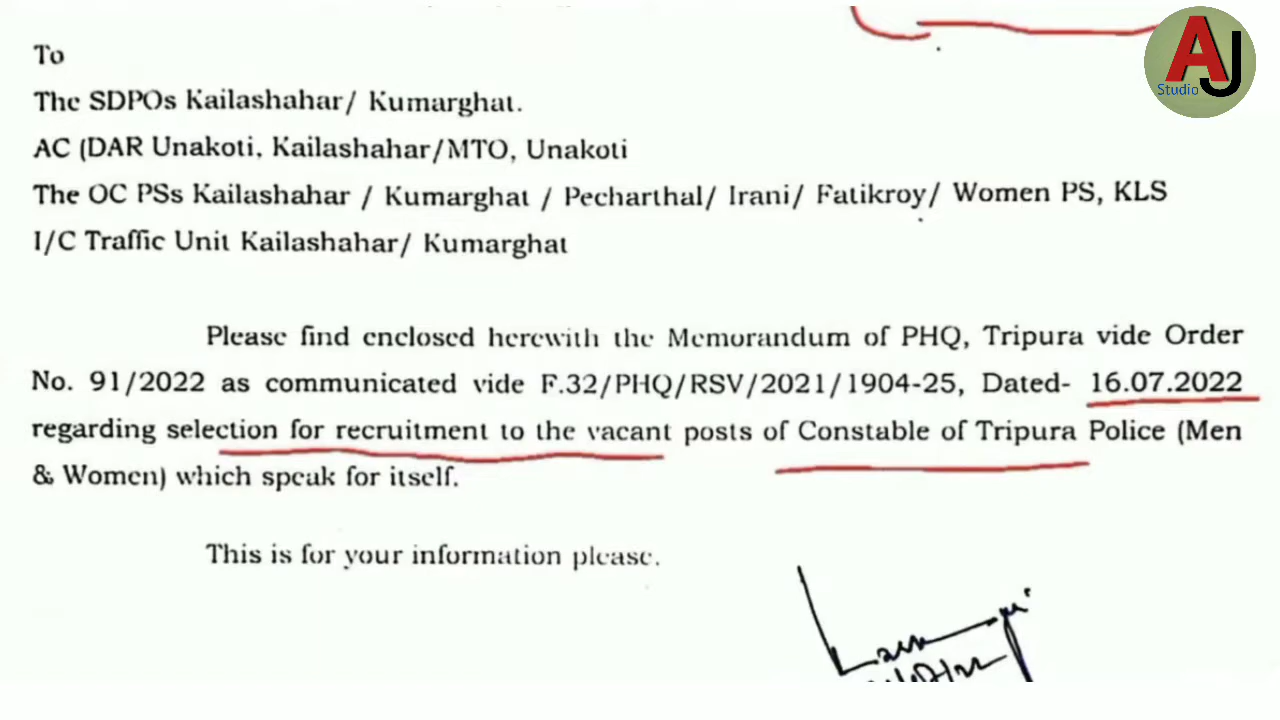 AJ
Studio
To
The SDPOs Kailashahar/ Kumarghat.
AC (DAR Unakoti, Kailashahar/MTO, Unakoti
The OC PSs Kailashahar / Kumarghat / Pecharthal/ Irani/ Fatikroy/ Women PS, KLS
I/C Traffic Unit Kailashahar/ Kumarghat
Please find enclosed herewith the Memorandum of PHQ, Tripura vide Order
No. 91/2022 as communicated vide F.32/PHQ/RSV/2021/1904-25, Dated- 16.07.2022
regarding selection for recruitment to the vacant posts of Constable of Tripura Police (Men
& Women) which speak for itself.
This is for your information please.